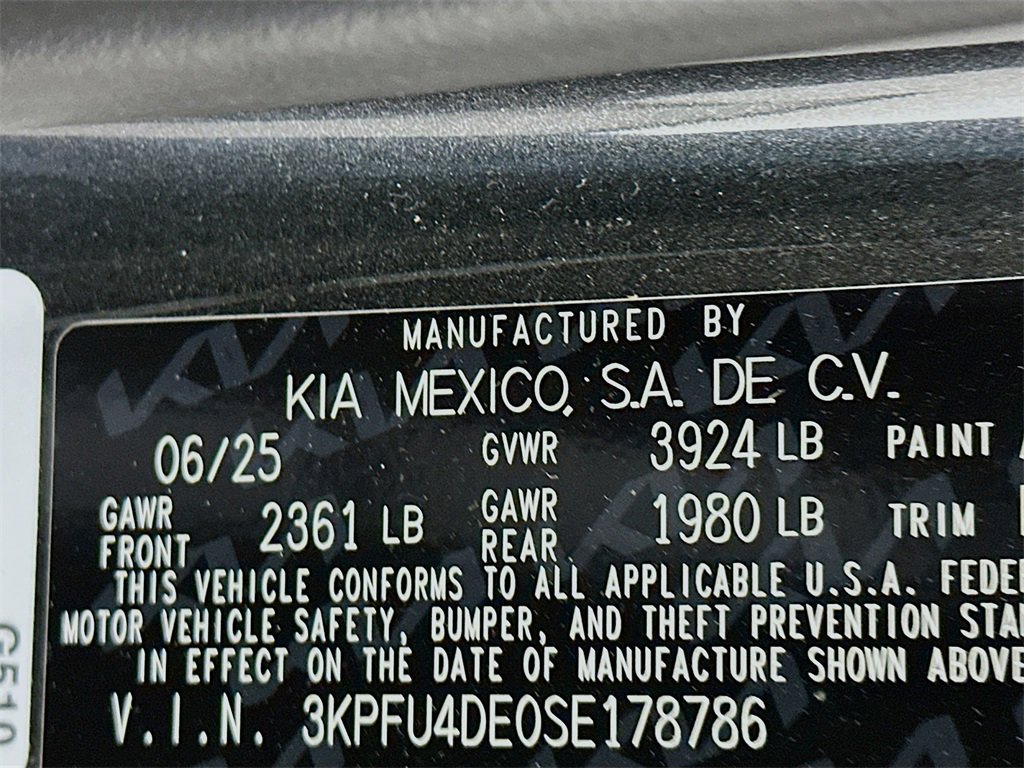 MANUFACTURED BY
KIA MEXICO, S.A. DE C.V.
06/25 GVWR 3924 LB PAINT
GAWR FRONT 2361 LB GAWR REAR 1980 LB TRIM
THIS VEHICLE CONFORMS TO ALL APPLICABLE U.S.A. FEDE
MOTOR VEHICLE SAFETY, BUMPER, AND THEFT PREVENTION STA
IN EFFECT ON THE DATE OF MANUFACTURE SHOWN ABOVE
V.I.N. 3KPFU4DE0SE178786
G510